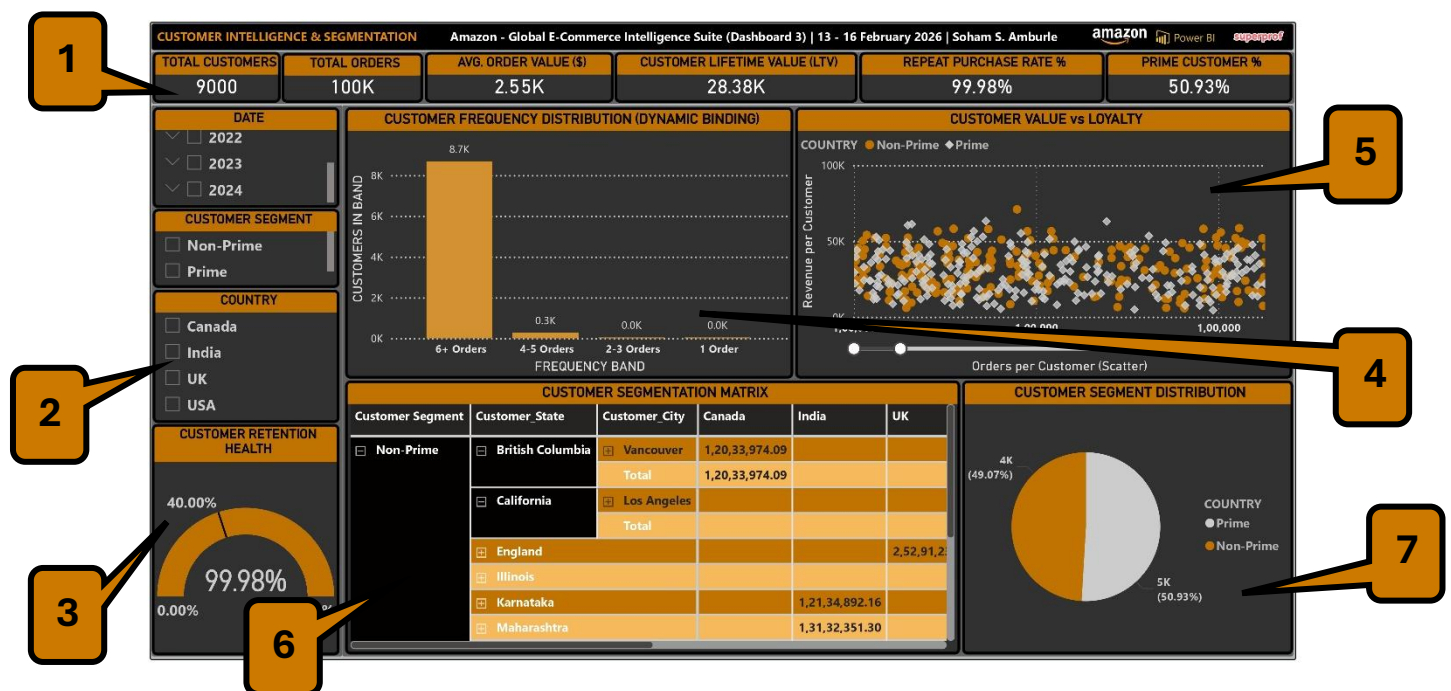 CUSTOMER INTELLIGENCE & SEGMENTATION
Amazon - Global E-Commerce Intelligence Suite (Dashboard 3) | 13 - 16 February 2026 | Soham S. Amburle
amazon
Power BI
superprof
1
TOTAL CUSTOMERS
9000
TOTAL ORDERS
100K
AVG. ORDER VALUE ($)
2.55K
CUSTOMER LIFETIME VALUE (LTV)
28.38K
REPEAT PURCHASE RATE %
99.98%
PRIME CUSTOMER %
50.93%
DATE
2022
2023
2024
CUSTOMER SEGMENT
Non-Prime
Prime
COUNTRY
Canada
India
UK
USA
2
CUSTOMER RETENTION
HEALTH
40.00%
99.98%
0.00%
%
3
CUSTOMER FREQUENCY DISTRIBUTION (DYNAMIC BINDING)
CUSTOMERS IN BAND
8K
6K
4K
2K
0K
8.7K
0.3K
0.0K
0.0K
6+ Orders
4-5 Orders
2-3 Orders
1 Order
FREQUENCY BAND
4
CUSTOMER VALUE vs LOYALTY
COUNTRY
Non-Prime
Prime
Revenue per Customer
100K
50K
0K
1,00,000
Orders per Customer (Scatter)
5
CUSTOMER SEGMENTATION MATRIX
Customer Segment Customer_State Customer_City Canada India UK
Non-Prime British Columbia Vancouver 1,20,33,974.09
Total 1,20,33,974.09
California Los Angeles
Total
England 2,52,91,2
Illinois
Karnataka 1,21,34,892.16
Maharashtra 1,31,32,351.30
6
CUSTOMER SEGMENT DISTRIBUTION
4K
(49.07%)
5K
(50.93%)
COUNTRY
Prime
Non-Prime
7